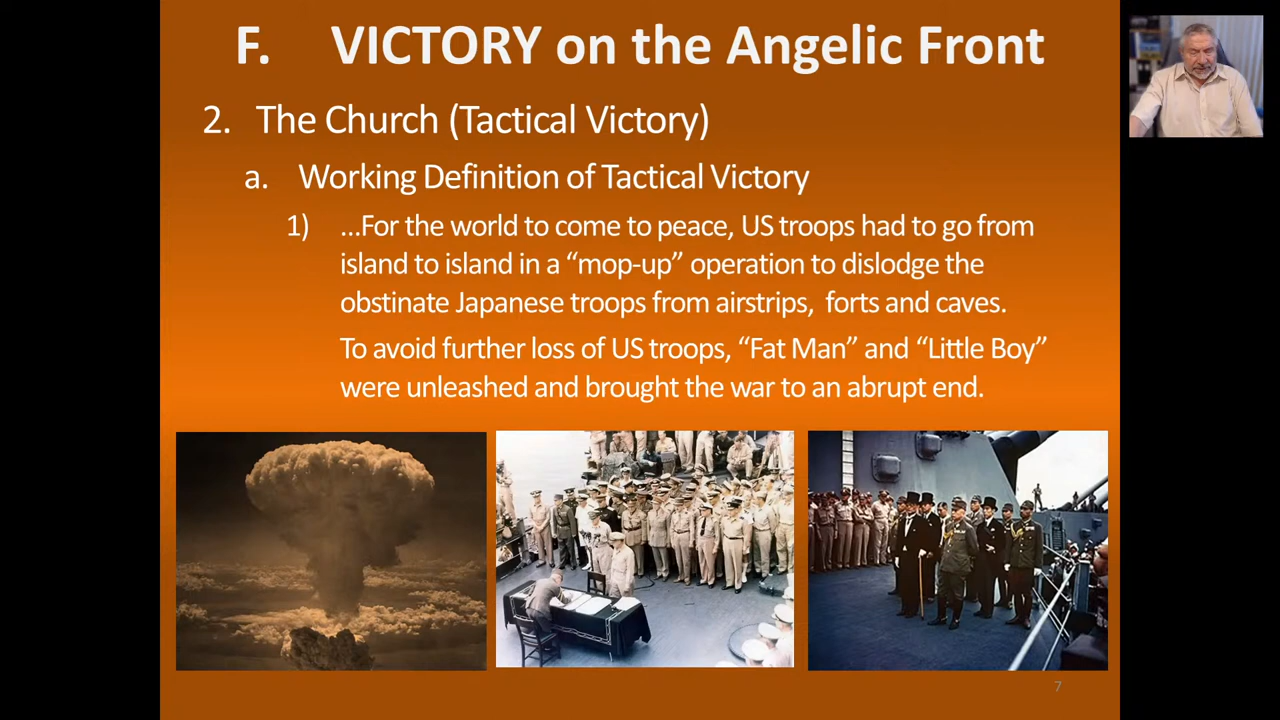 F. VICTORY on the Angelic Front
2. The Church (Tactical Victory)
a. Working Definition of Tactical Victory
1) ...For the world to come to peace, US troops had to go from
island to island in a “mop-up” operation to dislodge the
obstinate Japanese troops from airstrips, forts and caves.
To avoid further loss of US troops, “Fat Man” and “Little Boy”
were unleashed and brought the war to an abrupt end.
7